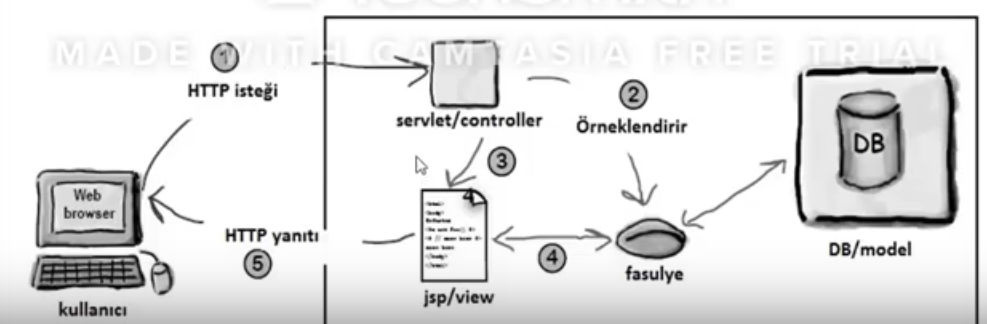 MADE WITH CAMTASIA FREE TRIAL
1
HTTP isteği
servlet/controller
2
Örneklendirir
3
DB
Web
browser
4
HTTP yanıtı
5
fasulye
DB/model
jsp/view
kullanıcı